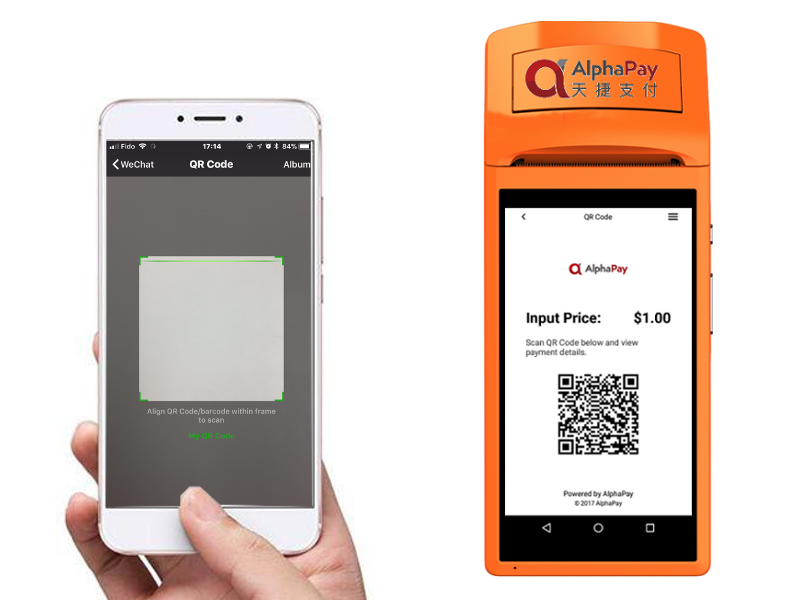 Fido 17:14 84%
WeChat QR Code Album
Align QR Code/barcode within frame
to scan
My QR Code
AlphaPay
天捷支付
QR Code
AlphaPay
Input Price: $1.00
Scan QR Code below and view
payment details.
Powered by AlphaPay
© 2017 AlphaPay